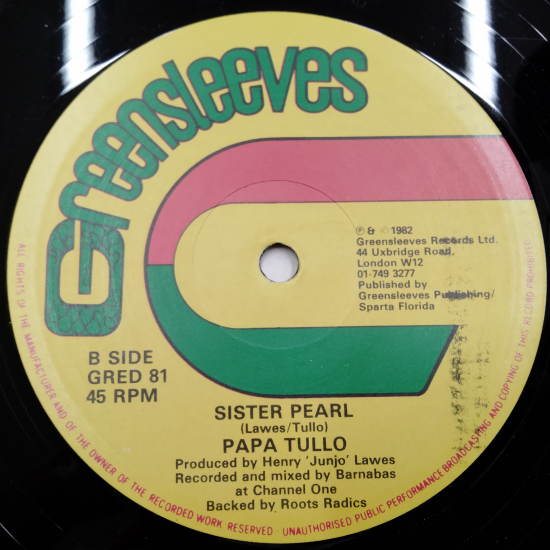 Greensleeves
℗ & © 1982
Greensleeves Records Ltd.
44 Uxbridge Road,
London W12
01-749 3277
Published by
Greensleeves Publishing/
Sparta Florida
B SIDE
GRED 81
45 RPM
SISTER PEARL
(Lawes/Tullo)
PAPA TULLO
Produced by Henry 'Junjo' Lawes
Recorded and mixed by Barnabas
at Channel One
Backed by Roots Radics
ALL RIGHTS OF THE MANUFACTURER AND OF THE OWNER OF THE RECORDED WORK RESERVED · UNAUTHORISED PUBLIC PERFORMANCE BROADCASTING AND COPYING OF THIS RECORD PROHIBITED